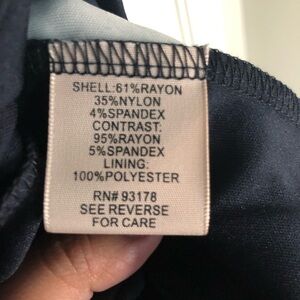 SHELL:61%RAYON
35%NYLON
4%SPANDEX
CONTRAST:
95%RAYON
5%SPANDEX
LINING:
100%POLYESTER
RN# 93178
SEE REVERSE
FOR CARE